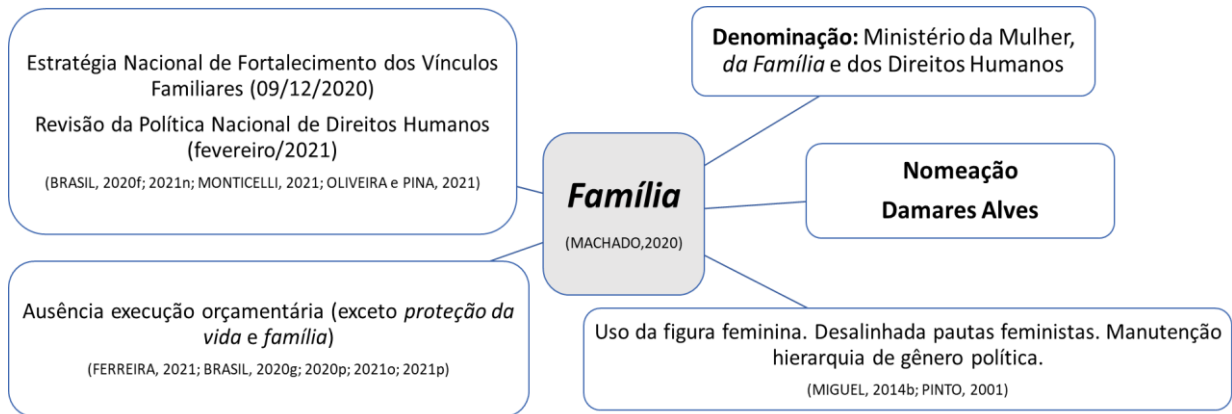 Estratégia Nacional de Fortalecimento dos Vínculos
Familiares (09/12/2020)
Revisão da Política Nacional de Direitos Humanos
(fevereiro/2021)
(BRASIL, 2020f; 2021n; MONTICELLI, 2021; OLIVEIRA e PINA, 2021)
Denominação: Ministério da Mulher,
da Família e dos Direitos Humanos
Família
(MACHADO,2020)
Nomeação
Damares Alves
Ausência execução orçamentária (exceto proteção da
vida e família)
(FERREIRA, 2021; BRASIL, 2020g; 2020p; 2021o; 2021p)
Uso da figura feminina. Desalinhada pautas feministas. Manutenção
hierarquia de gênero política.
(MIGUEL, 2014b; PINTO, 2001)